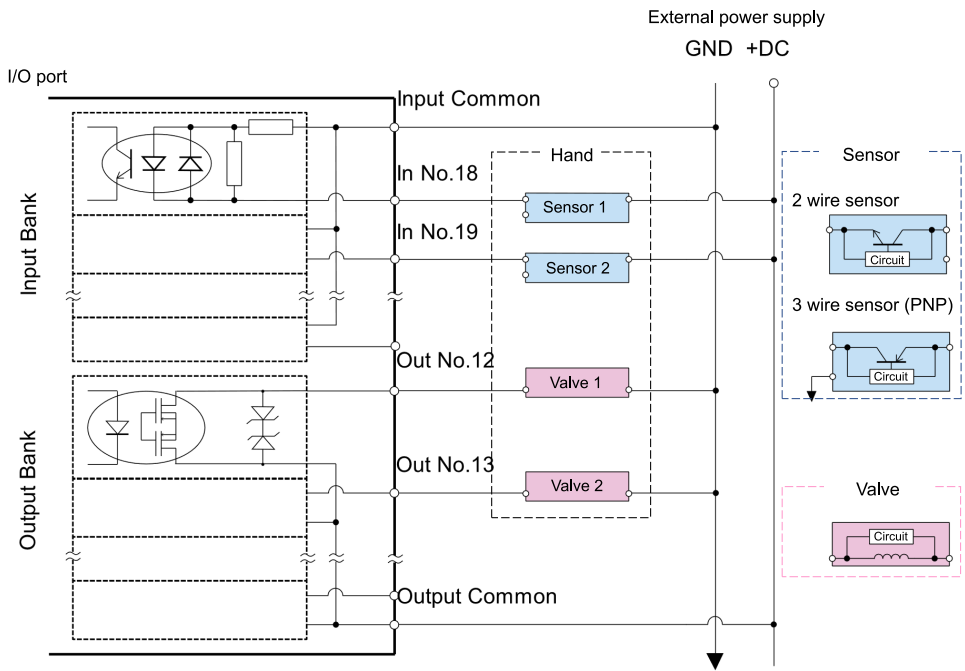 External power supply
GND +DC
I/O port
Input Common
Hand
Sensor
In No.18
Sensor 1
2 wire sensor
Input Bank
In No.19
Circuit
Sensor 2
3 wire sensor (PNP)
Out No.12
Circuit
Valve 1
Output Bank
Out No.13
Valve 2
Valve
Circuit
Output Common